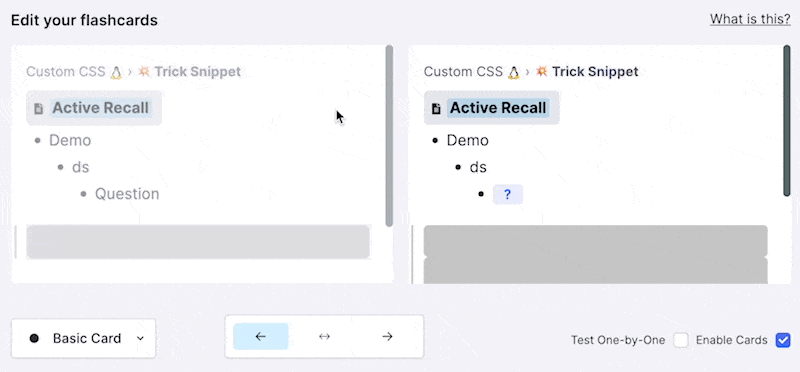 Edit your flashcards
What is this?
Custom CSS 🐧 › 💥 Trick Snippet
Active Recall
• Demo
• ds
• Question
Custom CSS 🐧 › 💥 Trick Snippet
Active Recall
• Demo
• ds
• ?
Basic Card
← ↔ →
Test One-by-One
Enable Cards